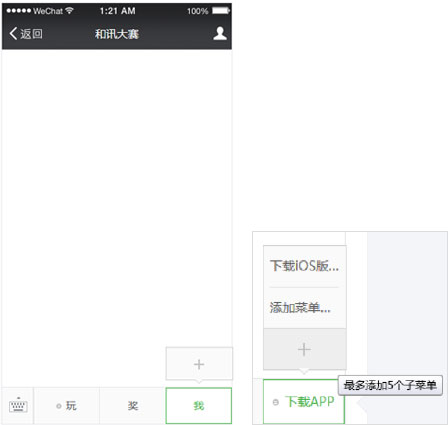 WeChat 1:21 AM 100%
返回 和讯大赛
+
玩 奖 我
下载iOS版...
添加菜单...
+
最多添加5个子菜单
下载APP